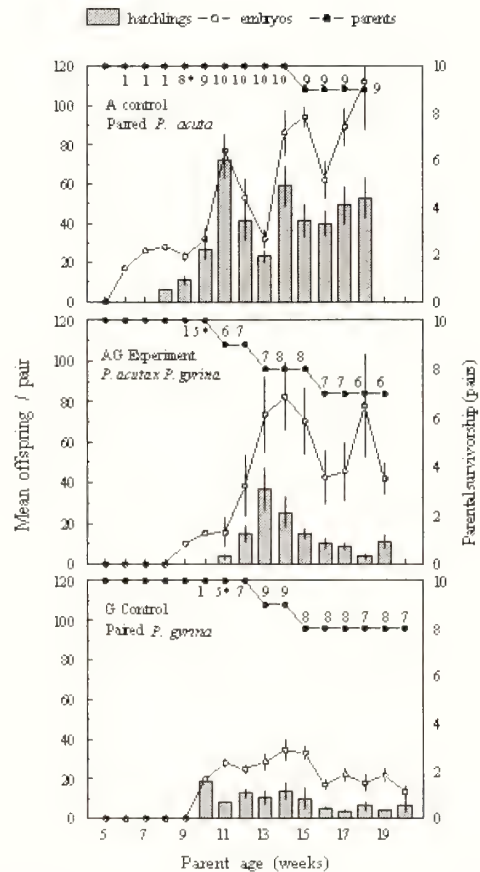 hatchlings embryos parents
120 10
1 1 1 8* 9 10 10 10 10 9 9 9 9
100 A control 8
Paired P. acuta
80
60 6
40 4
20 2
0 0
120 10
1 5* 6 7
100 AG Experiment 7 8 8 8
P. acuta x P. gyrina 7 7 6 6
80
60 6
40 4
20 2
0 0
120 10
1 5* 7 9 9
100 G Control 8 8 8 7 8 7 8
Paired P. gyrina
80
60 6
40 4
20 2
0 0
5 7 9 11 13 15 17 19
Parent age (weeks)
Mean offspring / pair
Parental survivorship (pairs)